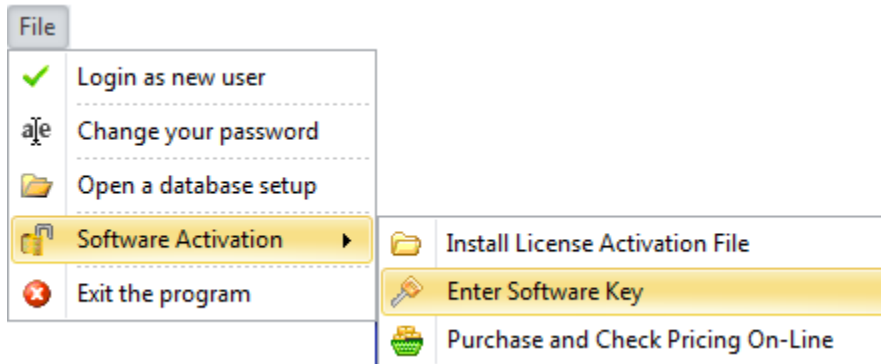 File
Login as new user
Change your password
Open a database setup
Software Activation
Exit the program
Install License Activation File
Enter Software Key
Purchase and Check Pricing On-Line